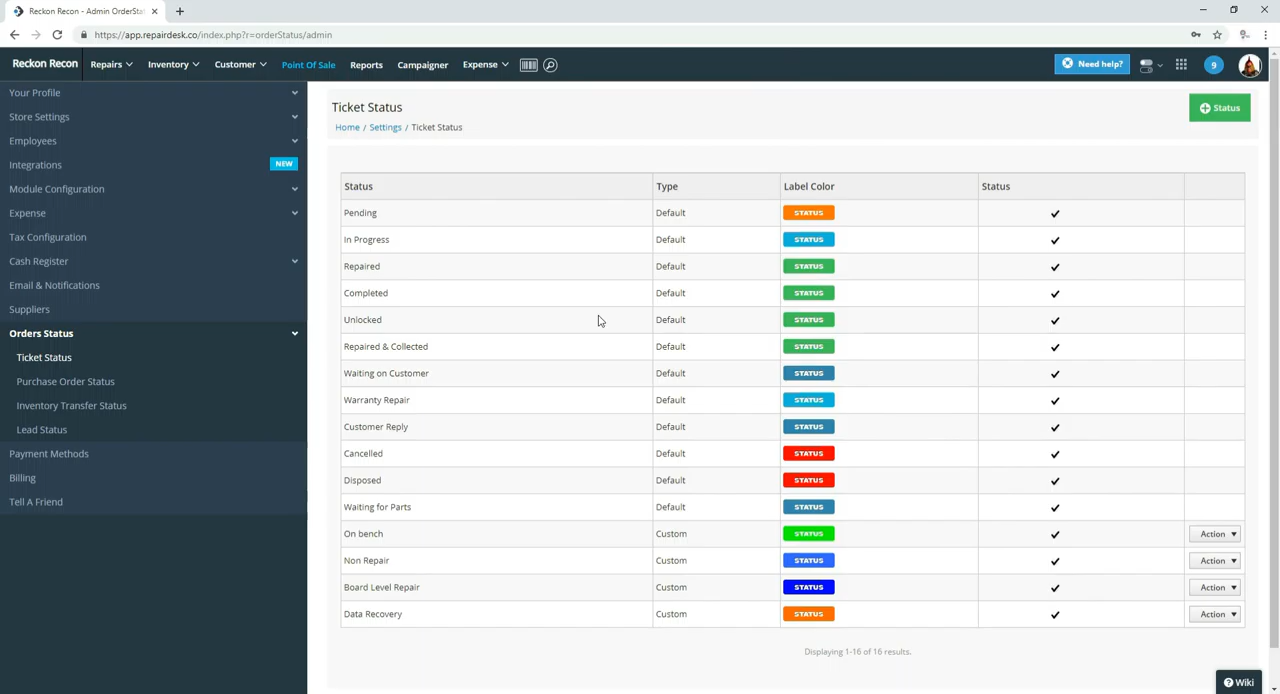 Reckon Recon - Admin OrderSta
https://app.repairdesk.co/index.php?r=orderStatus/admin
Reckon Recon Repairs Inventory Customer Point Of Sale Reports Campaigner Expense Need help? 9
Your Profile
Store Settings
Employees
Integrations NEW
Module Configuration
Expense
Tax Configuration
Cash Register
Email & Notifications
Suppliers
Orders Status
Ticket Status
Purchase Order Status
Inventory Transfer Status
Lead Status
Payment Methods
Billing
Tell A Friend
Ticket Status
Status
Home / Settings / Ticket Status
Status Type Label Color Status
Pending Default STATUS
In Progress Default STATUS
Repaired Default STATUS
Completed Default STATUS
Unlocked Default STATUS
Repaired & Collected Default STATUS
Waiting on Customer Default STATUS
Warranty Repair Default STATUS
Customer Reply Default STATUS
Cancelled Default STATUS
Disposed Default STATUS
Waiting for Parts Default STATUS
On bench Custom STATUS Action
Non Repair Custom STATUS Action
Board Level Repair Custom STATUS Action
Data Recovery Custom STATUS Action
Displaying 1-16 of 16 results.
Wiki